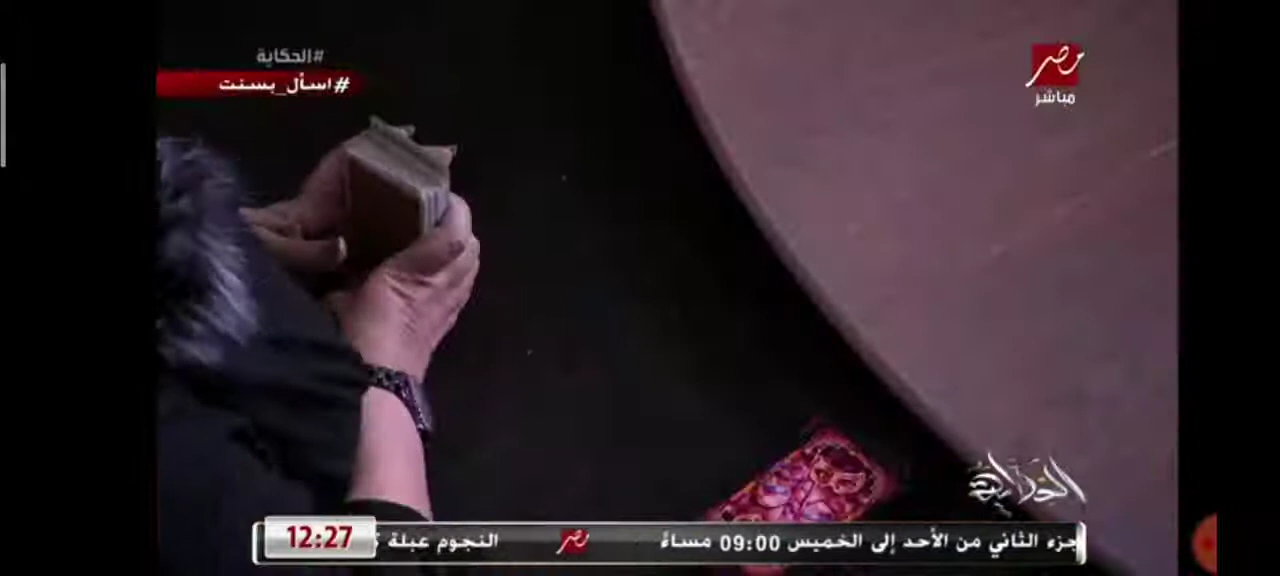 #الحكاية
#اسأل_بسنت
مصر
مباشر
الحكاية
جزء الثاني من الأحد إلى الخميس 09:00 مساءً
مصر
النجوم عبلة
12:27